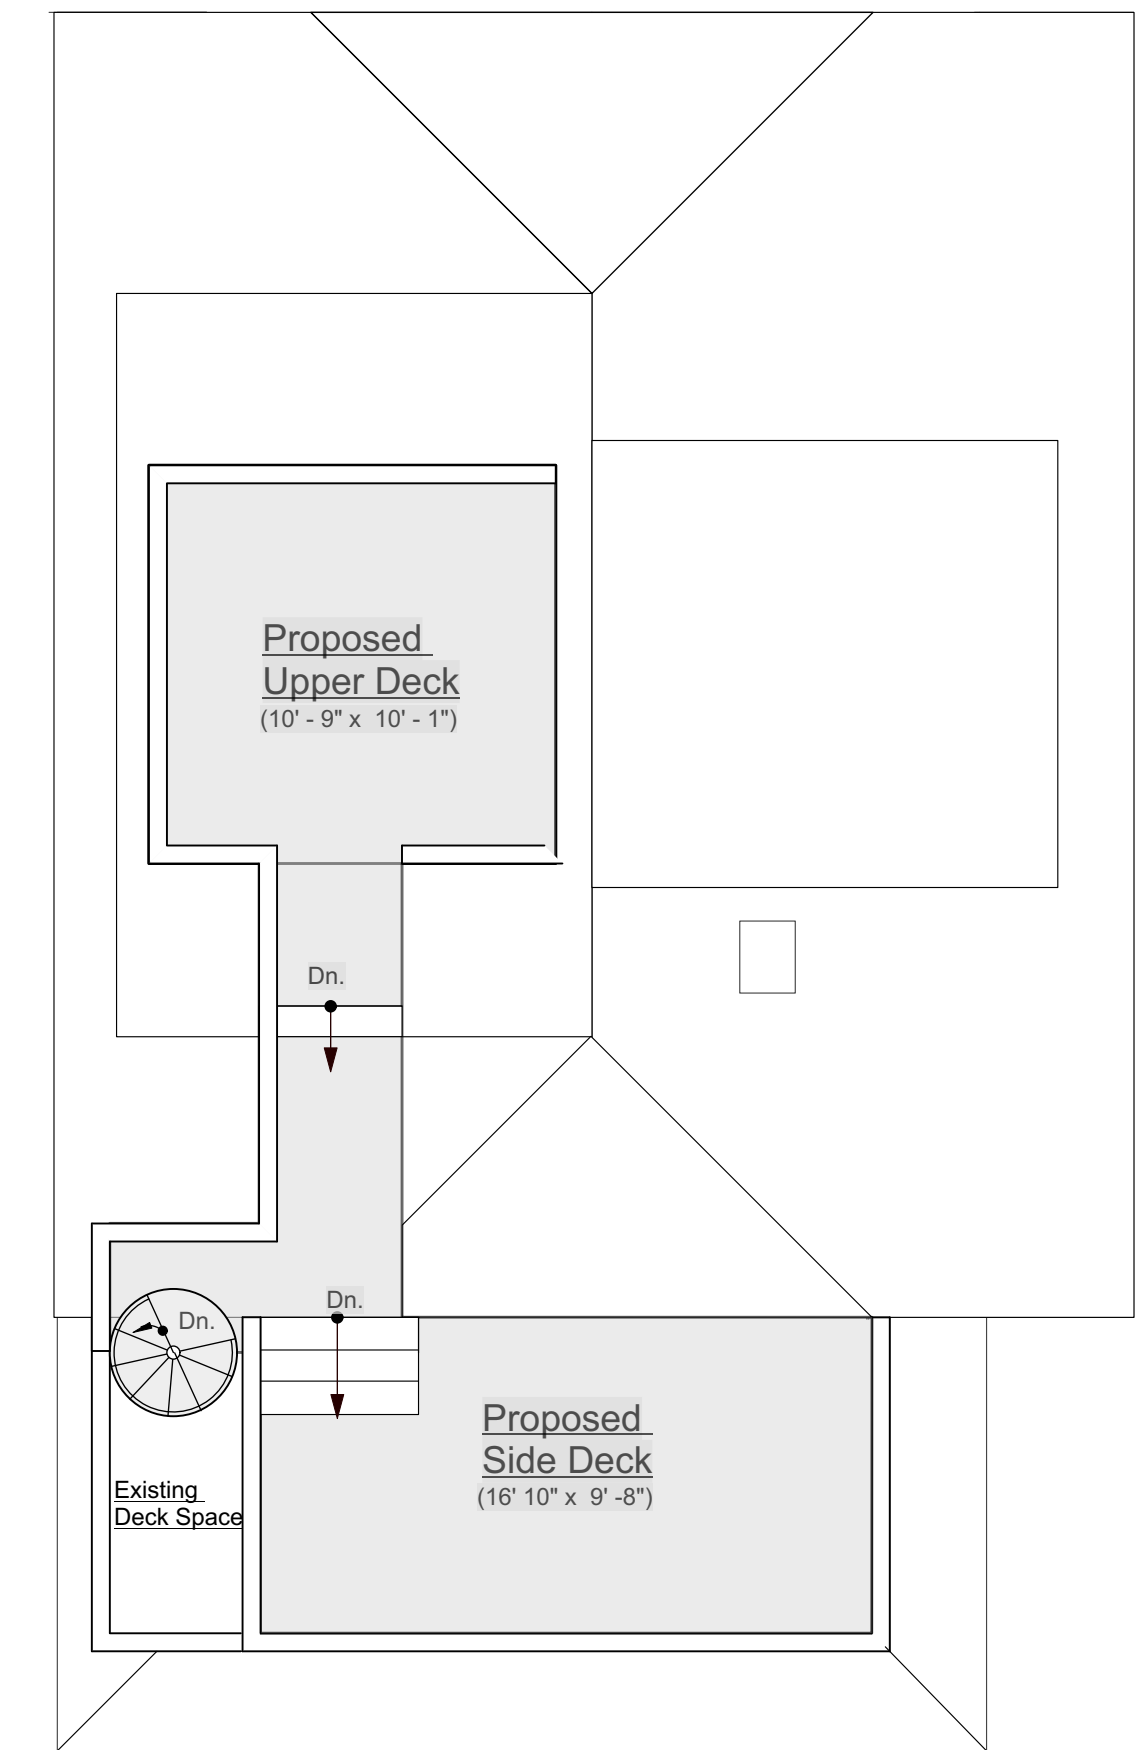 Proposed
Upper Deck
(10' - 9" x 10' - 1")
Dn.
Dn.
Dn.
Proposed
Side Deck
(16' 10" x 9' -8")
Existing
Deck Space